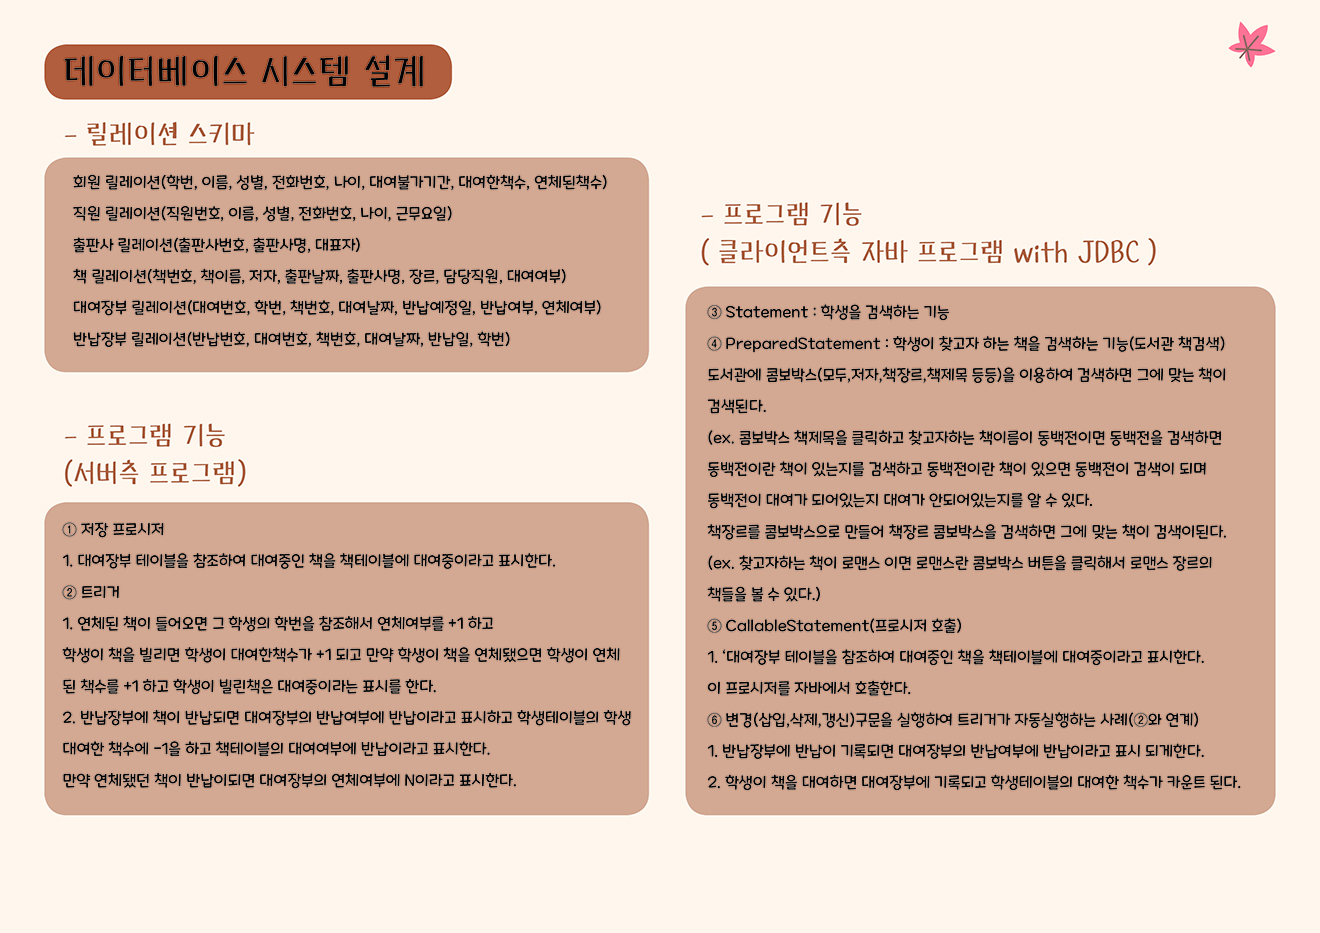 데이터베이스 시스템 설계
- 릴레이션 스키마
회원 릴레이션(학번, 이름, 성별, 전화번호, 나이, 대여불가기간, 대여한책수, 연체된책수)
직원 릴레이션(직원번호, 이름, 성별, 전화번호, 나이, 근무요일)
출판사 릴레이션(출판사번호, 출판사명, 대표자)
책 릴레이션(책번호, 책이름, 저자, 출판날짜, 출판사명, 장르, 담당직원, 대여여부)
대여장부 릴레이션(대여번호, 학번, 책번호, 대여날짜, 반납예정일, 반납여부, 연체여부)
반납장부 릴레이션(반납번호, 대여번호, 책번호, 대여날짜, 반납일, 학번)
- 프로그램 기능
(서버측 프로그램)
① 저장 프로시저
1. 대여장부 테이블을 참조하여 대여중인 책을 책테이블에 대여중이라고 표시한다.
② 트리거
1. 연체된 책이 들어오면 그 학생의 학번을 참조해서 연체여부를 +1 하고
학생이 책을 빌리면 학생이 대여한책수가 +1 되고 만약 학생이 책을 연체됐으면 학생이 연체
된 책수를 +1 하고 학생이 빌린책은 대여중이라는 표시를 한다.
2. 반납장부에 책이 반납되면 대여장부의 반납여부에 반납이라고 표시하고 학생테이블의 학생
대여한 책수에 -1을 하고 책테이블의 대여여부에 반납이라고 표시한다.
만약 연체됐던 책이 반납이되면 대여장부의 연체여부에 N이라고 표시한다.
- 프로그램 기능
( 클라이언트측 자바 프로그램 with JDBC )
③ Statement : 학생을 검색하는 기능
④ PreparedStatement : 학생이 찾고자 하는 책을 검색하는 기능(도서관 책검색)
도서관에 콤보박스(모두,저자,책장르,책제목 등등)을 이용하여 검색하면 그에 맞는 책이
검색된다.
(ex. 콤보박스 책제목을 클릭하고 찾고자하는 책이름이 동백전이면 동백전을 검색하면
동백전이란 책이 있는지를 검색하고 동백전이란 책이 있으면 동백전이 검색이 되며
동백전이 대여가 되어있는지 대여가 안되어있는지를 알 수 있다.
책장르를 콤보박스으로 만들어 책장르 콤보박스을 검색하면 그에 맞는 책이 검색이된다.
(ex. 찾고자하는 책이 로맨스 이면 로맨스란 콤보박스 버튼을 클릭해서 로맨스 장르의
책들을 볼 수 있다.)
⑤ CallableStatement(프로시저 호출)
1. ‘대여장부 테이블을 참조하여 대여중인 책을 책테이블에 대여중이라고 표시한다.
이 프로시저를 자바에서 호출한다.
⑥ 변경(삽입,삭제,갱신)구문을 실행하여 트리거가 자동실행하는 사례(②와 연계)
1. 반납장부에 반납이 기록되면 대여장부의 반납여부에 반납이라고 표시 되게한다.
2. 학생이 책을 대여하면 대여장부에 기록되고 학생테이블의 대여한 책수가 카운트 된다.